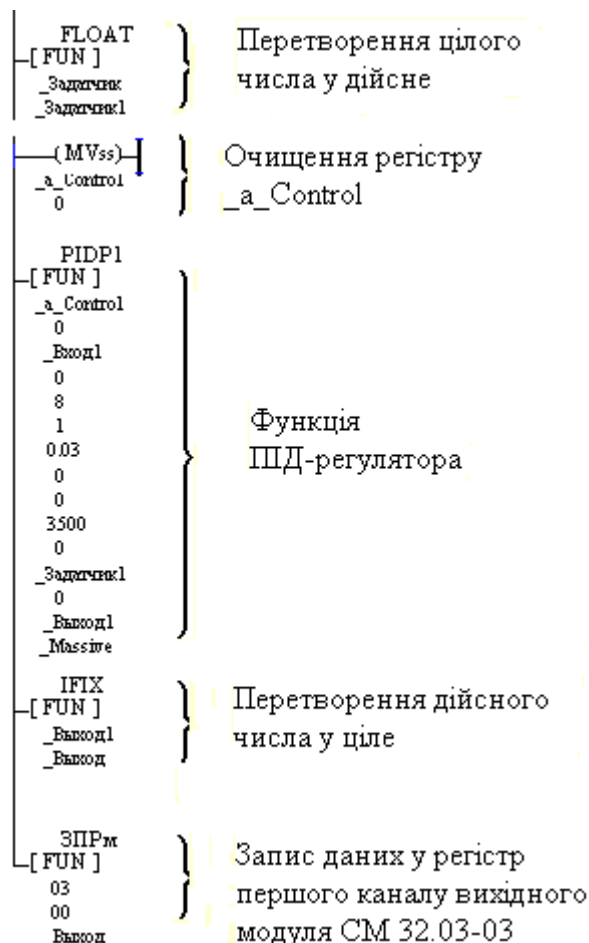 FLOAT
[ FUN ]
_Задатчик
_Задатчик1
Перетворення цілого
числа у дійсне
(MVss)
_a_Control
0
Очищення регістру
_a_Control
PIDP1
[ FUN ]
_a_Control
0
_Вход1
0
8
1
0.03
0
0
3500
0
_Задатчик1
0
_Выход1
_Massive
Функція
ПІД-регулятора
IFIX
[ FUN ]
_Выход1
_Выход
Перетворення дійсного
числа у ціле
ЗПРм
[ FUN ]
03
00
_Выход
Запис даних у регістр
першого каналу вихідного
модуля СМ 32.03-03